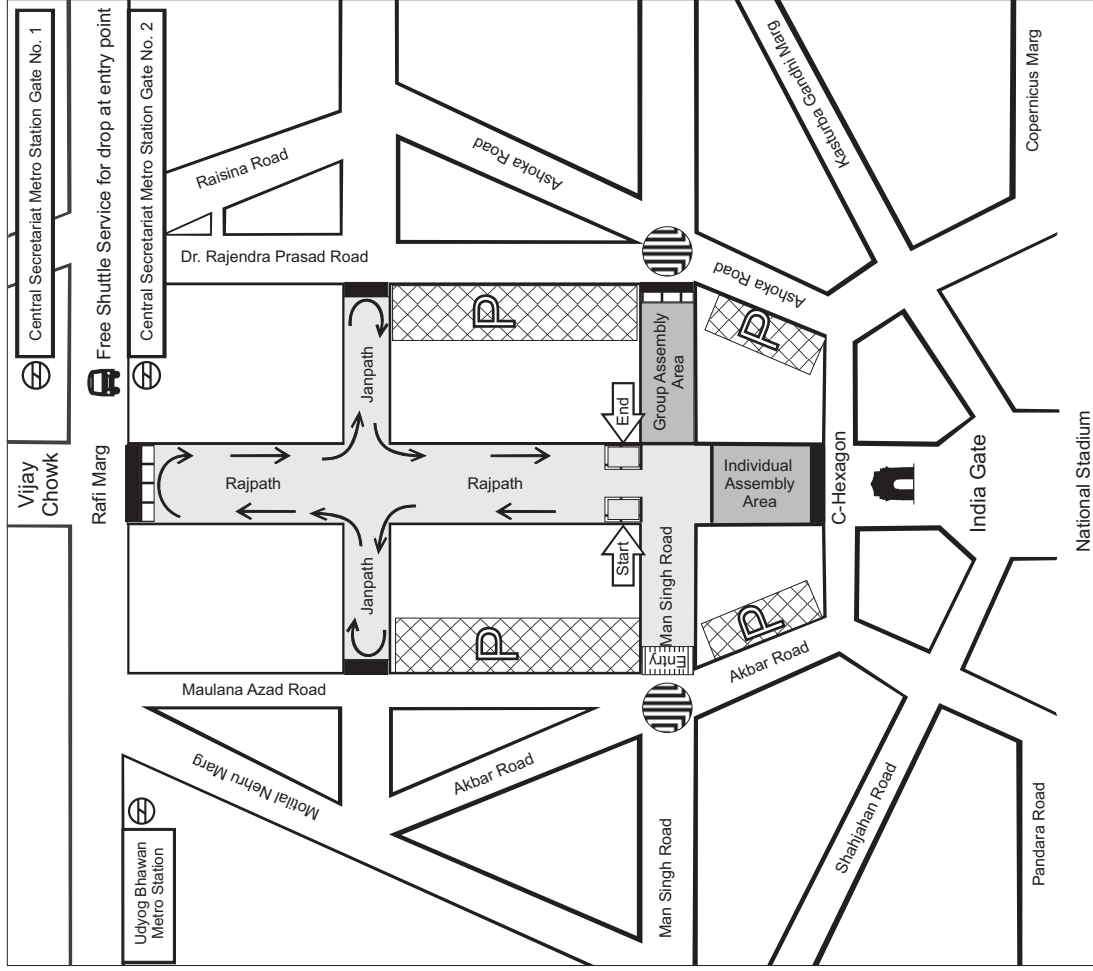 Central Secretariat Metro Station Gate No. 1
Free Shuttle Service for drop at entry point
Central Secretariat Metro Station Gate No. 2
Vijay
Chowk
Rafi Marg
Raisina Road
Dr. Rajendra Prasad Road
Ashoka Road
Kasturba Gandhi Marg
Copernicus Marg
Ashoka Road
P
P
Janpath
Group Assembly
Area
End
Rajpath
Rajpath
Individual
Assembly
Area
C-Hexagon
India Gate
National Stadium
Start
Janpath
Man Singh Road
P
P
Entry
Maulana Azad Road
Akbar Road
Motilal Nehru Marg
Akbar Road
Udyog Bhawan
Metro Station
Man Singh Road
Shahjahan Road
Pandara Road